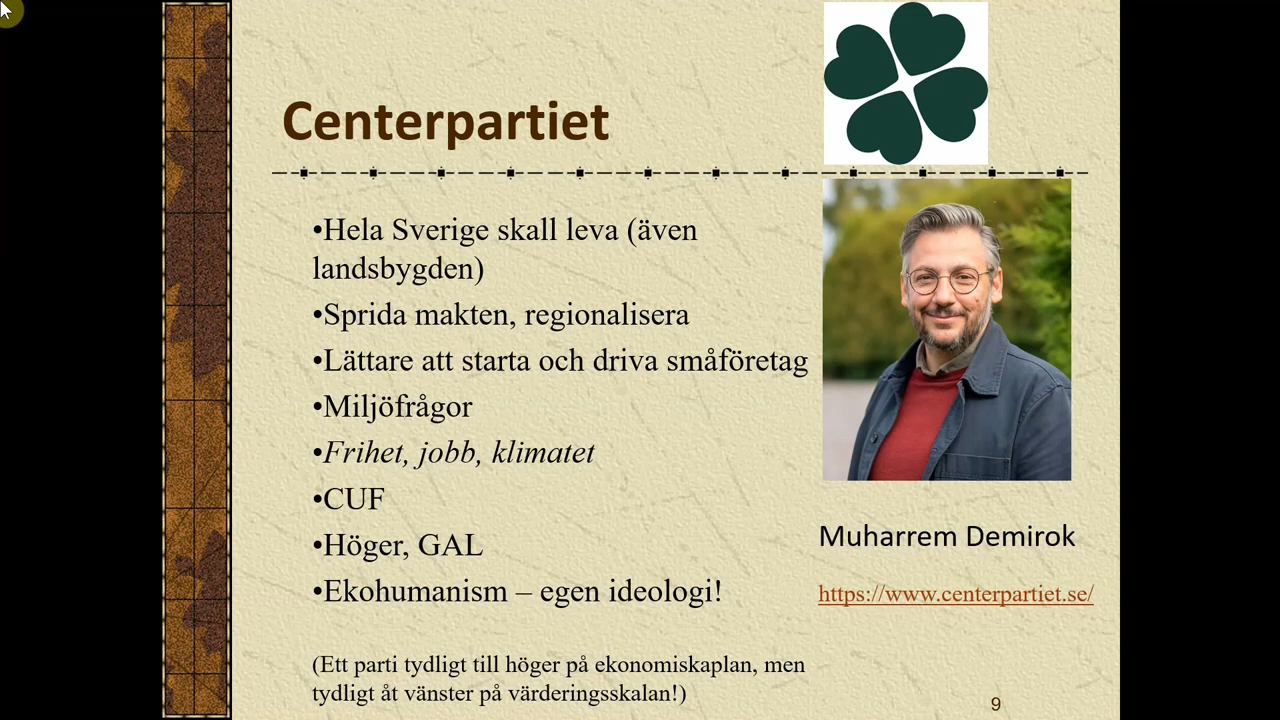 Centerpartiet
•Hela Sverige skall leva (även
landsbygden)
•Sprida makten, regionalisera
•Lättare att starta och driva småföretag
•Miljöfrågor
•Frihet, jobb, klimatet
•CUF
•Höger, GAL
•Ekohumanism – egen ideologi!
(Ett parti tydligt till höger på ekonomiskaplan, men
tydligt åt vänster på värderingsskalan!)
Muharrem Demirok
https://www.centerpartiet.se/
9